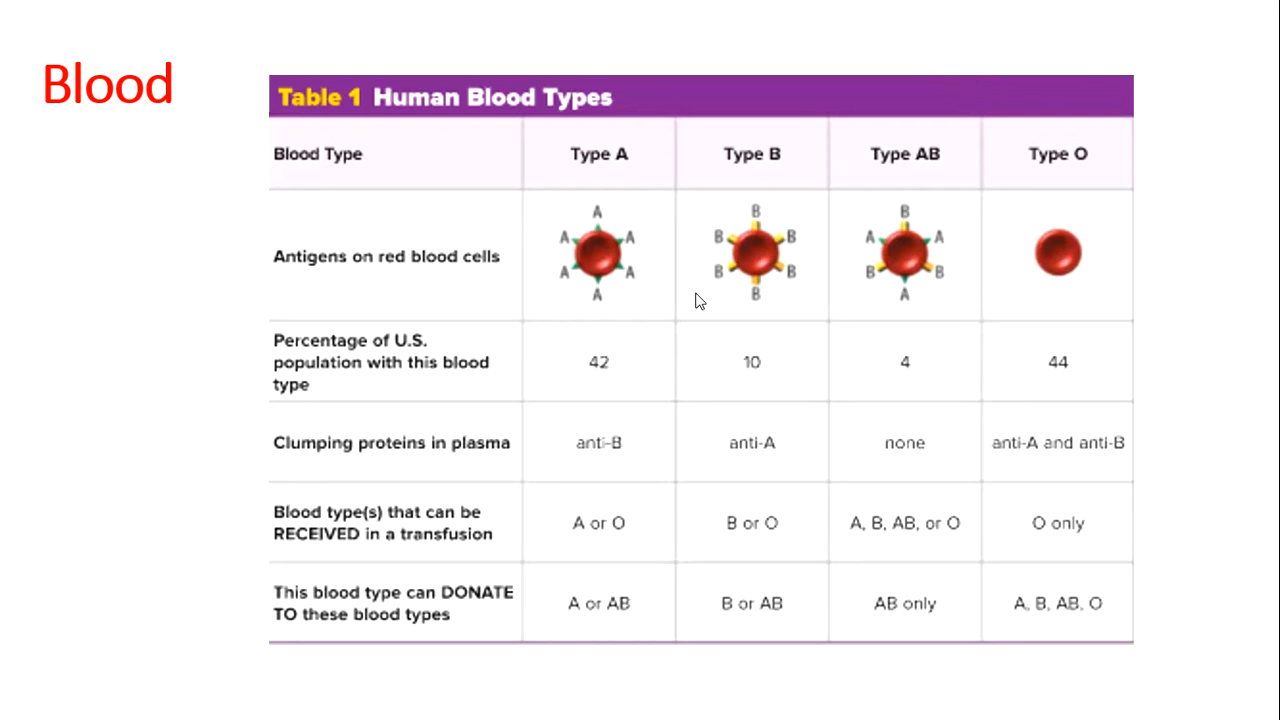 Blood
Table 1 Human Blood Types
Blood Type Type A Type B Type AB Type O
Antigens on red blood cells
A
A A
A A
A
B
B B
B B
B
B
A A
B B
A
Percentage of U.S.
population with this blood
type
42 10 4 44
Clumping proteins in plasma anti-B anti-A none anti-A and anti-B
Blood type(s) that can be
RECEIVED in a transfusion
A or O B or O A, B, AB, or O O only
This blood type can DONATE
TO these blood types
A or AB B or AB AB only A, B, AB, O